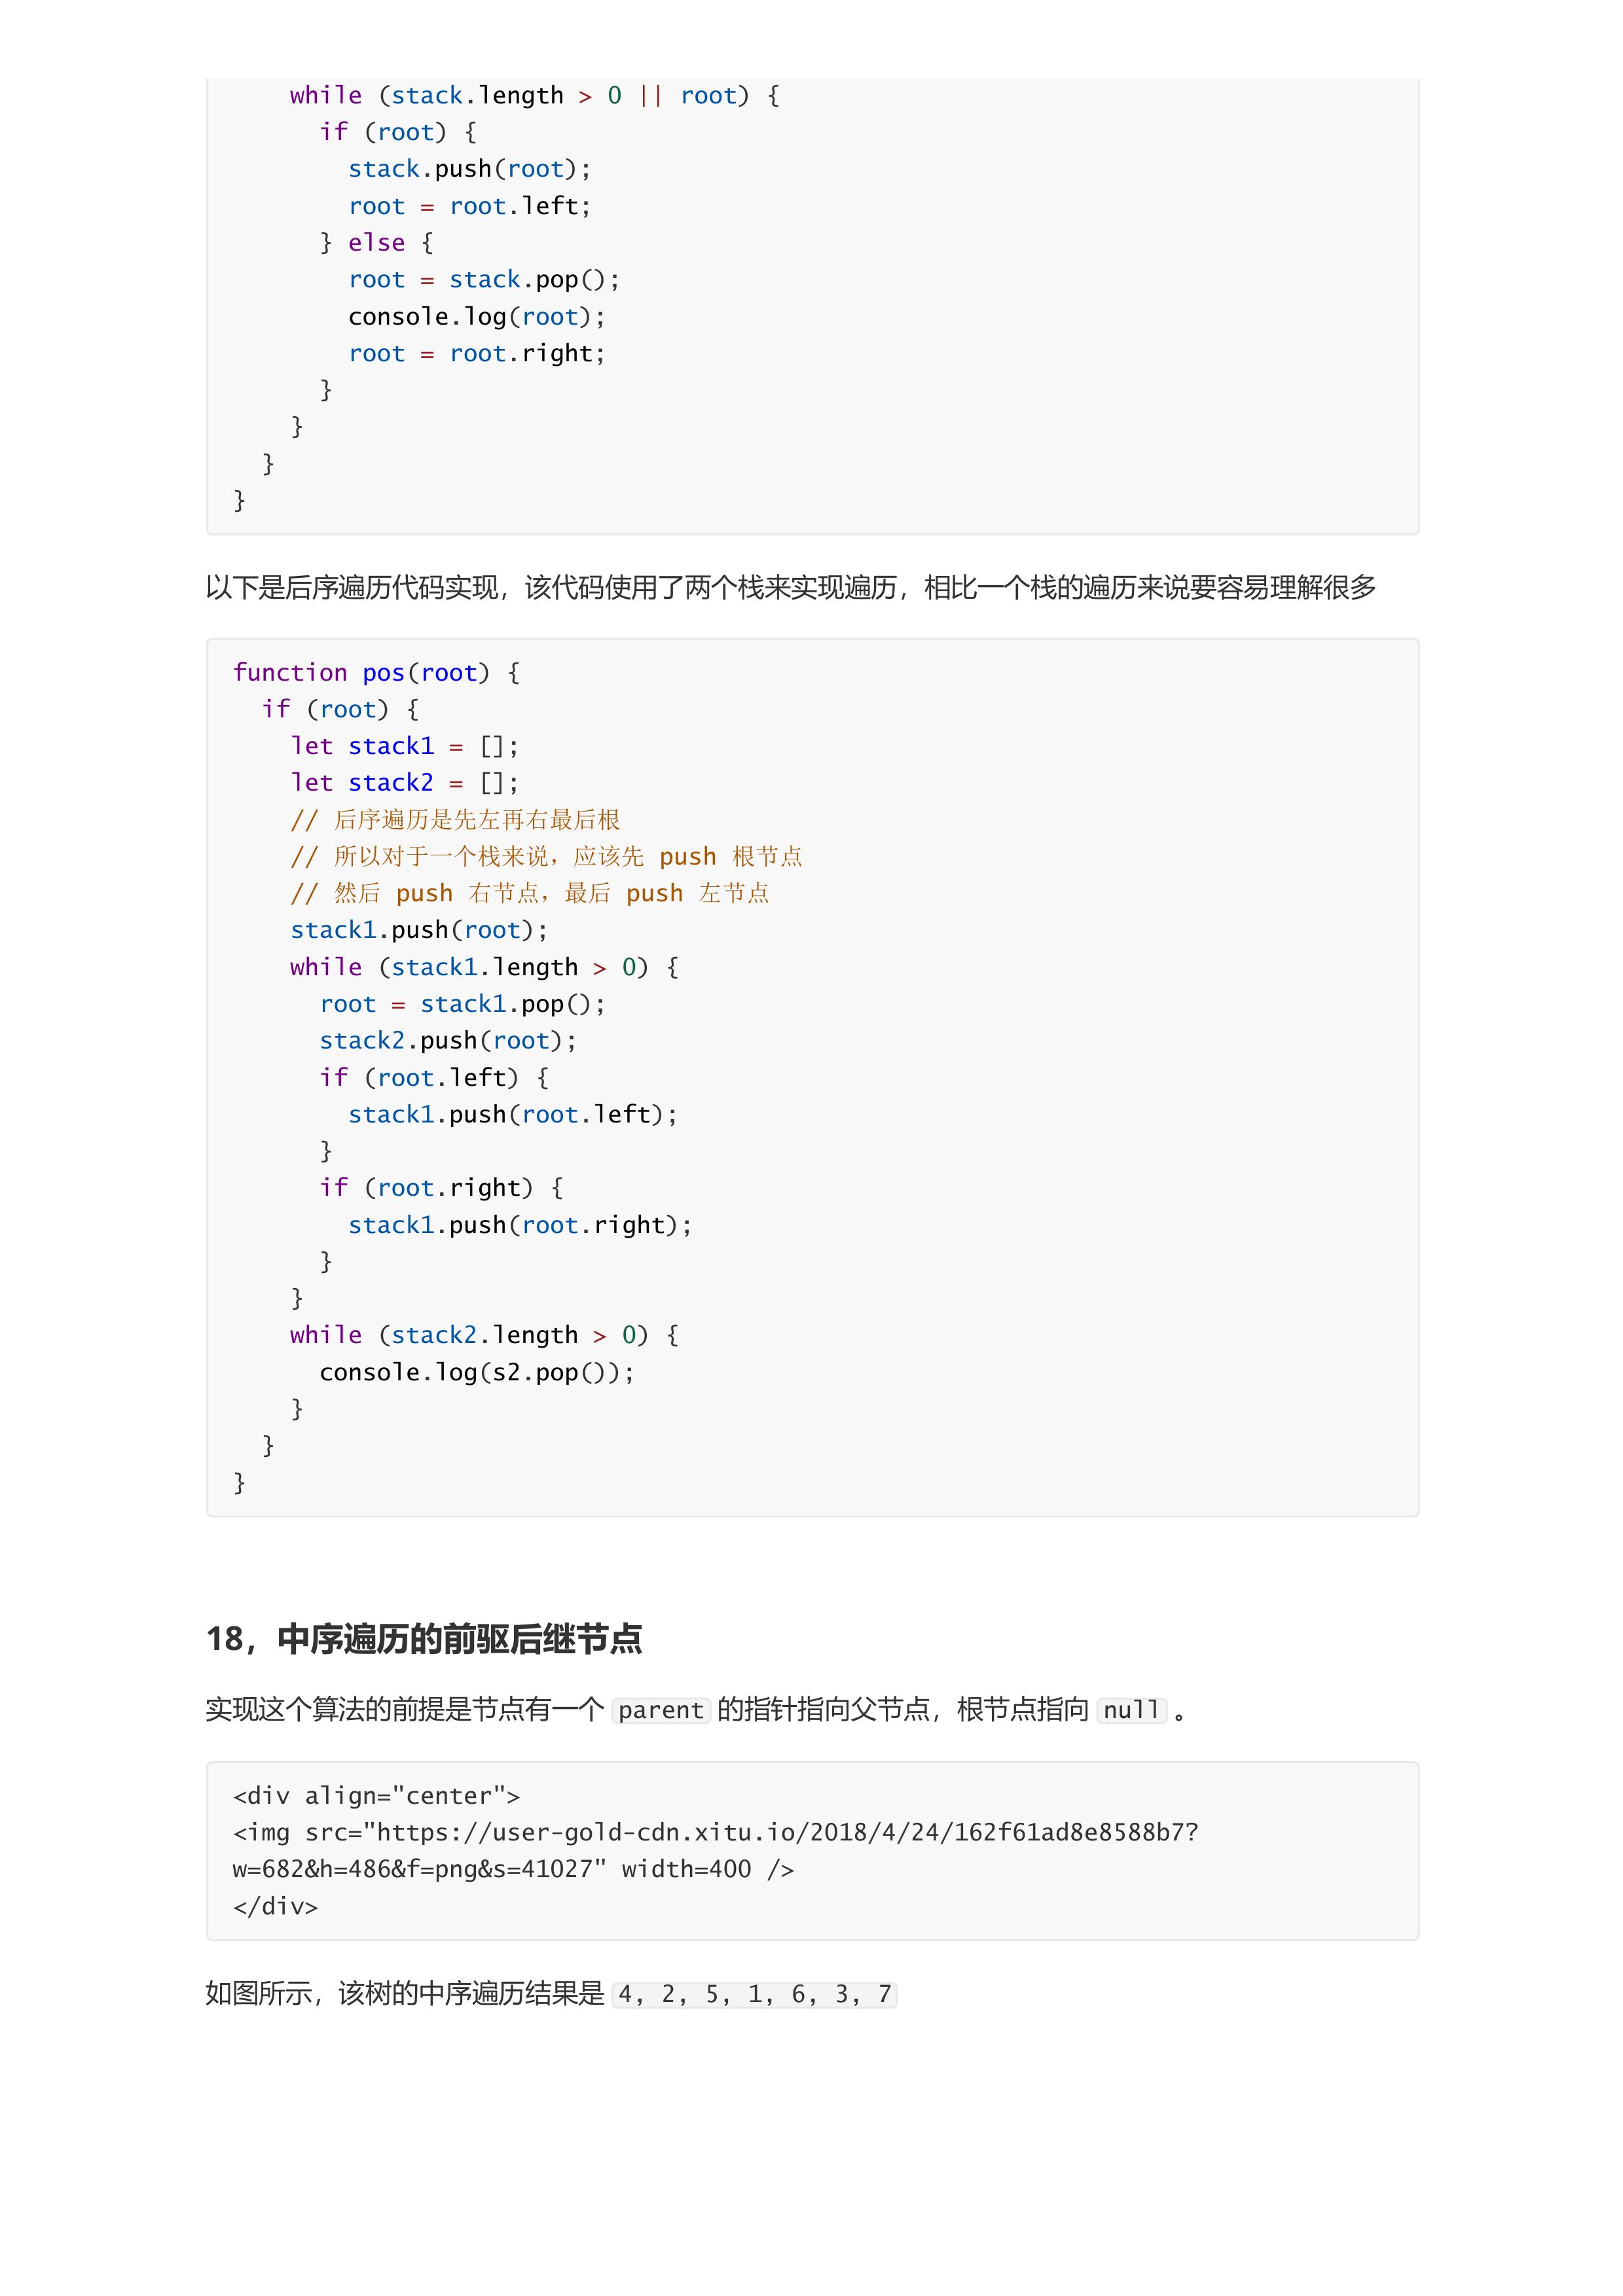 while (stack.length > 0 || root) {
      if (root) {
        stack.push(root);
        root = root.left;
      } else {
        root = stack.pop();
        console.log(root);
        root = root.right;
      }
    }
  }
}
以下是后序遍历代码实现，该代码使用了两个栈来实现遍历，相比一个栈的遍历来说要容易理解很多
function pos(root) {
  if (root) {
    let stack1 = [];
    let stack2 = [];
    // 后序遍历是先左再右最后根
    // 所以对于一个栈来说，应该先 push 根节点
    // 然后 push 右节点，最后 push 左节点
    stack1.push(root);
    while (stack1.length > 0) {
      root = stack1.pop();
      stack2.push(root);
      if (root.left) {
        stack1.push(root.left);
      }
      if (root.right) {
        stack1.push(root.right);
      }
    }
    while (stack2.length > 0) {
      console.log(s2.pop());
    }
  }
}
18，中序遍历的前驱后继节点
实现这个算法的前提是节点有一个 parent 的指针指向父节点，根节点指向 null 。
<div align="center">
<img src="https://user-gold-cdn.xitu.io/2018/4/24/162f61ad8e8588b7?
w=682&h=486&f=png&s=41027" width=400 />
</div>
如图所示，该树的中序遍历结果是 4, 2, 5, 1, 6, 3, 7